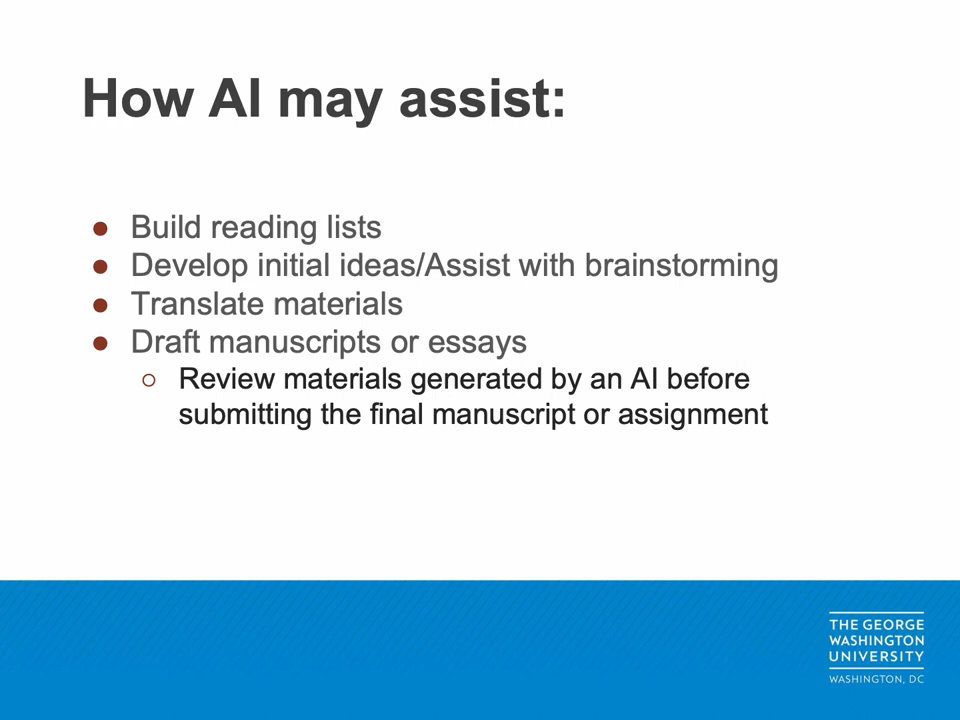 How AI may assist:
● Build reading lists
● Develop initial ideas/Assist with brainstorming
● Translate materials
● Draft manuscripts or essays
○ Review materials generated by an AI before
submitting the final manuscript or assignment
THE GEORGE
WASHINGTON
UNIVERSITY
WASHINGTON, DC